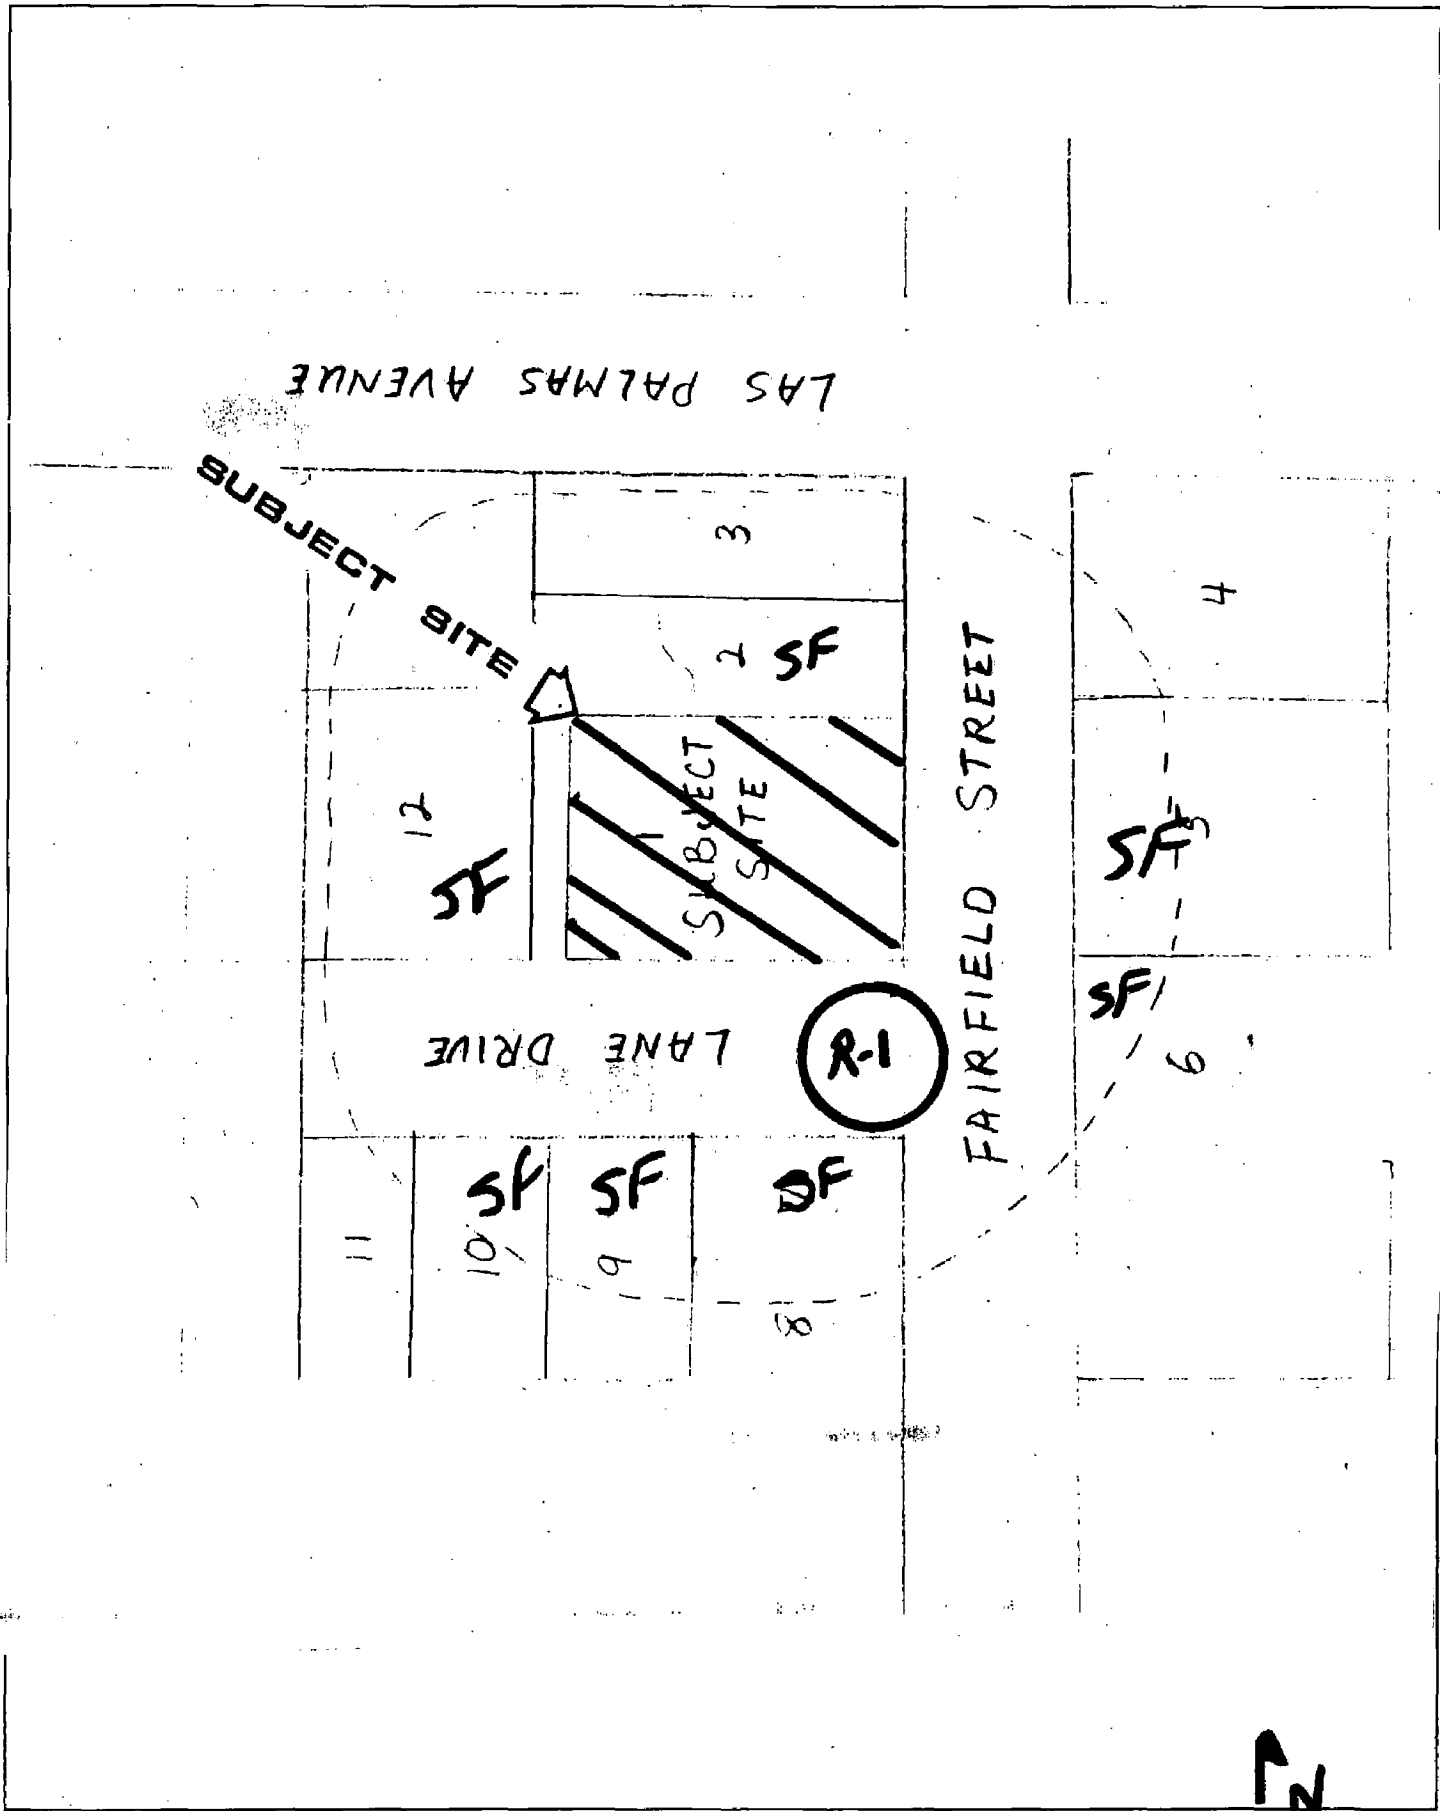 LAS PALMAS AVENUE
SUBJECT SITE
3
4
2 SF
12
SF
1
SUBJECT
SITE
FAIRFIELD STREET
SF
5
LANE DRIVE
R-1
SF
6
SF
SF
SF
11
10
9
8
N